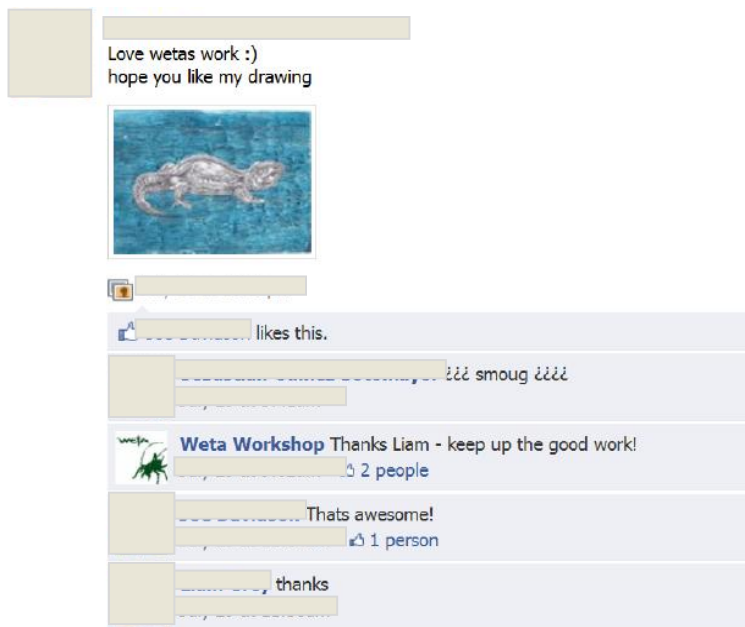 Love wetas work :)
hope you like my drawing
likes this.
¿¿¿ smoug ¿¿¿¿
weta
Weta Workshop Thanks Liam - keep up the good work!
2 people
Thats awesome!
1 person
thanks